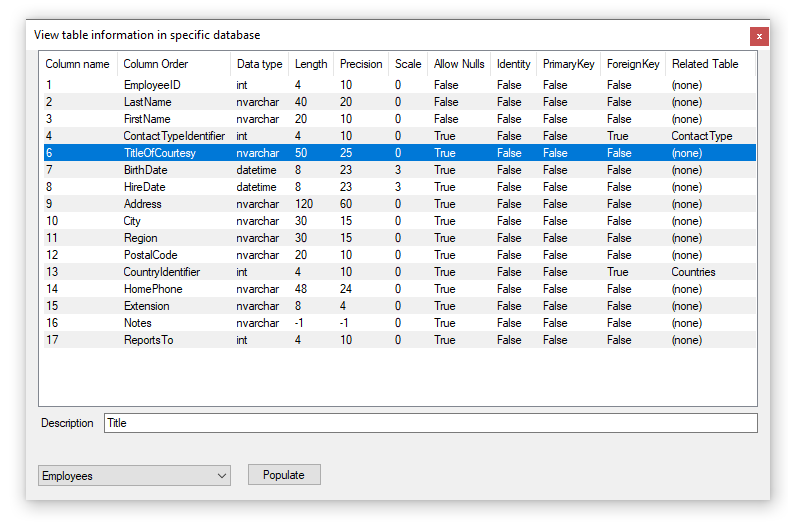 View table information in specific database
x
Column name Column Order Data type Length Precision Scale Allow Nulls Identity PrimaryKey ForeignKey Related Table
1 EmployeeID int 4 10 0 False False False False (none)
2 LastName nvarchar 40 20 0 False False False False (none)
3 FirstName nvarchar 20 10 0 False False False False (none)
4 ContactTypeIdentifier int 4 10 0 True False False True ContactType
6 TitleOfCourtesy nvarchar 50 25 0 True False False False (none)
7 BirthDate datetime 8 23 3 True False False False (none)
8 HireDate datetime 8 23 3 True False False False (none)
9 Address nvarchar 120 60 0 True False False False (none)
10 City nvarchar 30 15 0 True False False False (none)
11 Region nvarchar 30 15 0 True False False False (none)
12 PostalCode nvarchar 20 10 0 True False False False (none)
13 CountryIdentifier int 4 10 0 True False False True Countries
14 HomePhone nvarchar 48 24 0 True False False False (none)
15 Extension nvarchar 8 4 0 True False False False (none)
16 Notes nvarchar -1 -1 0 True False False False (none)
17 ReportsTo int 4 10 0 True False False False (none)
Description Title
Employees Populate